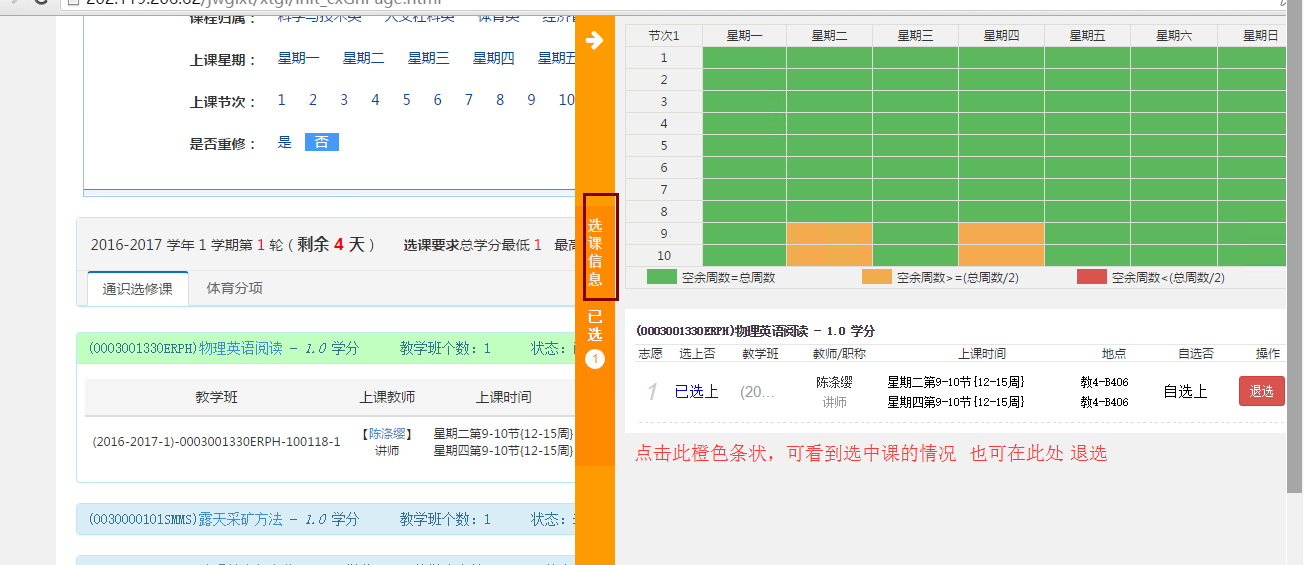 202.119.206.62/jwglxt/xtgl/init_cxGnPage.html
课程归属： 科学与技术类 人文社科类 体育类
上课星期： 星期一 星期二 星期三 星期四 星期五
上课节次： 1 2 3 4 5 6 7 8 9 10
是否重修： 是 否
2016-2017 学年 1 学期第 1 轮 ( 剩余 4 天 ) 选课要求总学分最低 1 最高
通识选修课 体育分项
(0003001330ERPH)物理英语阅读 - 1.0 学分 教学班个数：1 状态：
教学班 上课教师 上课时间
(2016-2017-1)-0003001330ERPH-100118-1 【陈涤缨】 星期二第9-10节{12-15周}
讲师 星期四第9-10节{12-15周}
(0030000101SMMS)露天采矿方法 - 1.0 学分 教学班个数：1 状态：
选课信息
已选
1
节次1 星期一 星期二 星期三 星期四 星期五 星期六 星期日
1
2
3
4
5
6
7
8
9
10
空余周数=总周数 空余周数>=(总周数/2) 空余周数<(总周数/2)
(0003001330ERPH)物理英语阅读 - 1.0 学分
志愿 选上否 教学班 教师/职称 上课时间 地点 自选否 操作
1 已选上 (20... 陈涤缨 星期二第9-10节{12-15周} 教4-B406 自选上 退选
讲师 星期四第9-10节{12-15周} 教4-B406
点击此橙色条状，可看到选中课的情况 也可在此处 退选